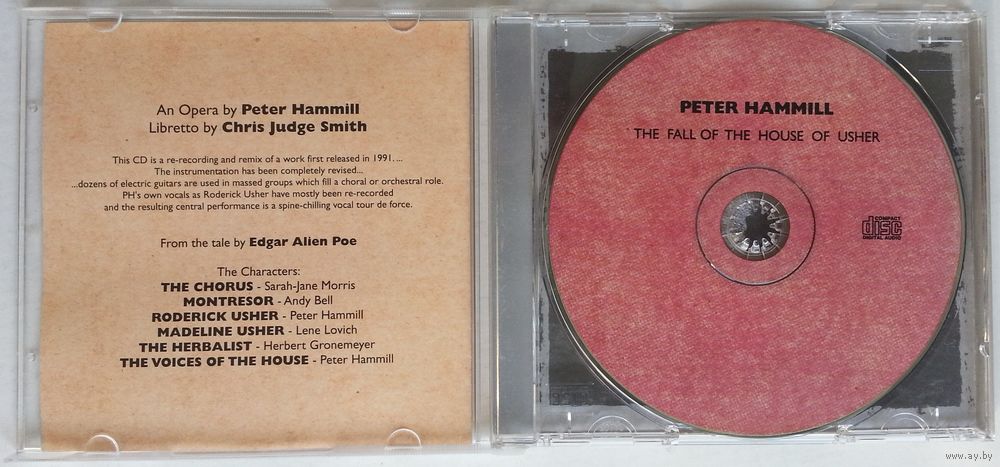 An Opera by Peter Hammill
Libretto by Chris Judge Smith
This CD is a re-recording and remix of a work first released in 1991....
The instrumentation has been completely revised...
...dozens of electric guitars are used in massed groups which fill a choral or orchestral role.
PH's own vocals as Roderick Usher have mostly been re-recorded
and the resulting central performance is a spine-chilling vocal tour de force.
From the tale by Edgar Alien Poe
The Characters:
THE CHORUS - Sarah-Jane Morris
MONTRESOR - Andy Bell
RODERICK USHER - Peter Hammill
MADELINE USHER - Lene Lovich
THE HERBALIST - Herbert Gronemeyer
THE VOICES OF THE HOUSE - Peter Hammill
PETER HAMMILL
THE FALL OF THE HOUSE OF USHER
COMPACT
disc
DIGITAL AUDIO
www.ay.by